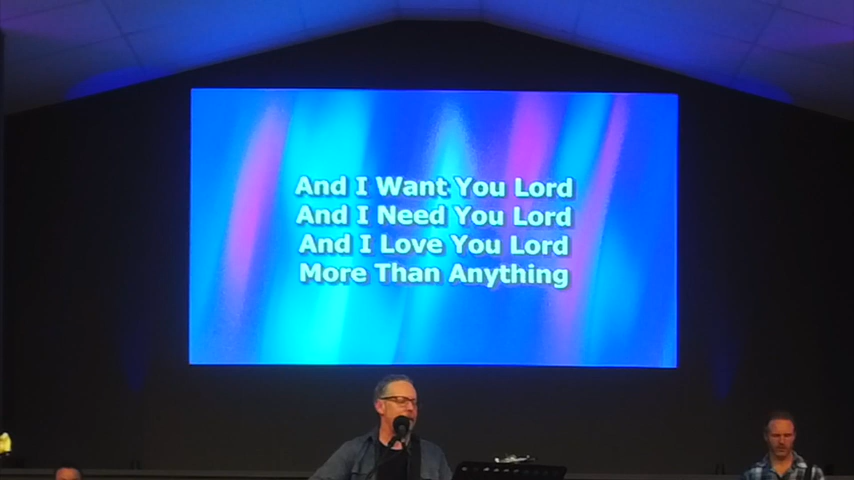 And I Want You Lord
And I Need You Lord
And I Love You Lord
More Than Anything